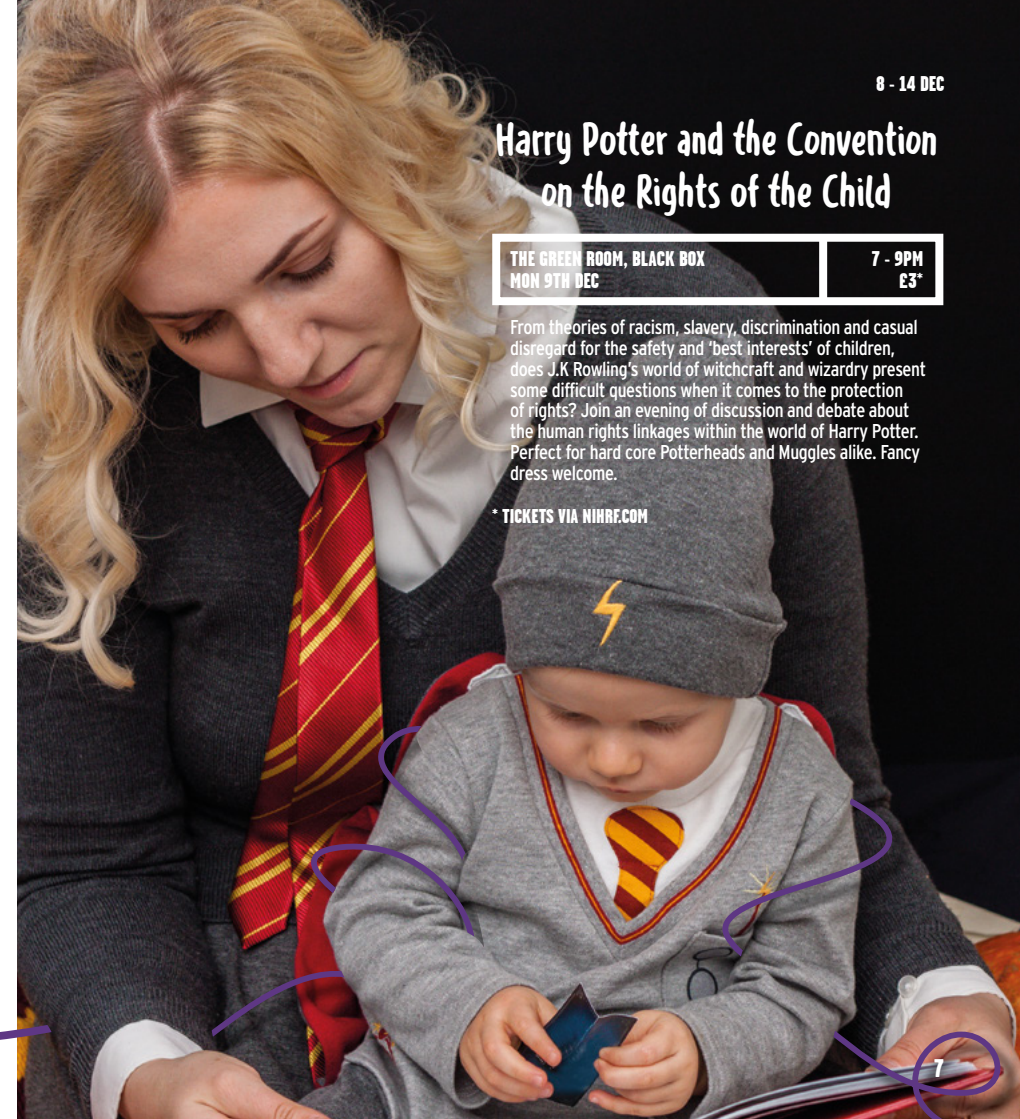 8 - 14 DEC
Harry Potter and the Convention
on the Rights of the Child
THE GREEN ROOM, BLACK BOX
MON 9TH DEC
7 - 9PM
£3*
From theories of racism, slavery, discrimination and casual
disregard for the safety and ‘best interests’ of children,
does J.K Rowling’s world of witchcraft and wizardry present
some difficult questions when it comes to the protection
of rights? Join an evening of discussion and debate about
the human rights linkages within the world of Harry Potter.
Perfect for hard core Potterheads and Muggles alike. Fancy
dress welcome.
* TICKETS VIA NIHRF.COM
7